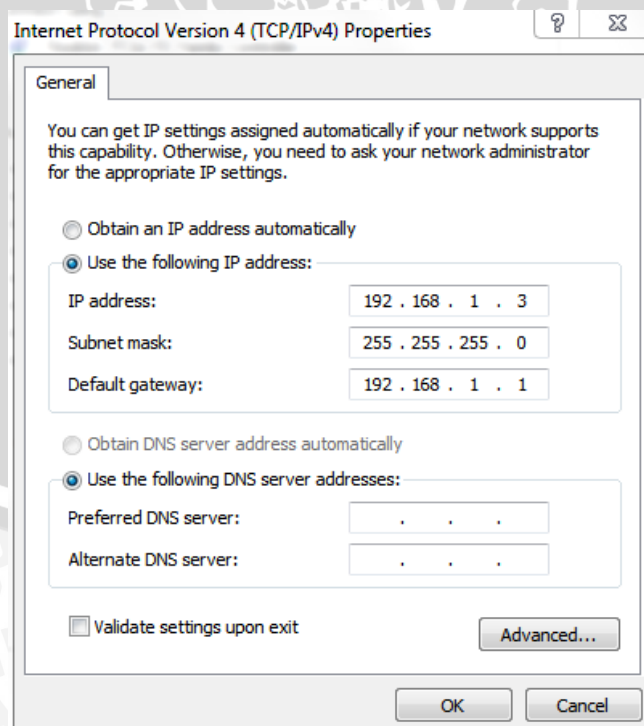 Internet Protocol Version 4 (TCP/IPv4) Properties
General
You can get IP settings assigned automatically if your network supports
this capability. Otherwise, you need to ask your network administrator
for the appropriate IP settings.
Obtain an IP address automatically
Use the following IP address:
IP address: 192 . 168 . 1 . 3
Subnet mask: 255 . 255 . 255 . 0
Default gateway: 192 . 168 . 1 . 1
Obtain DNS server address automatically
Use the following DNS server addresses:
Preferred DNS server: . . .
Alternate DNS server: . . .
Validate settings upon exit
Advanced...
OK Cancel